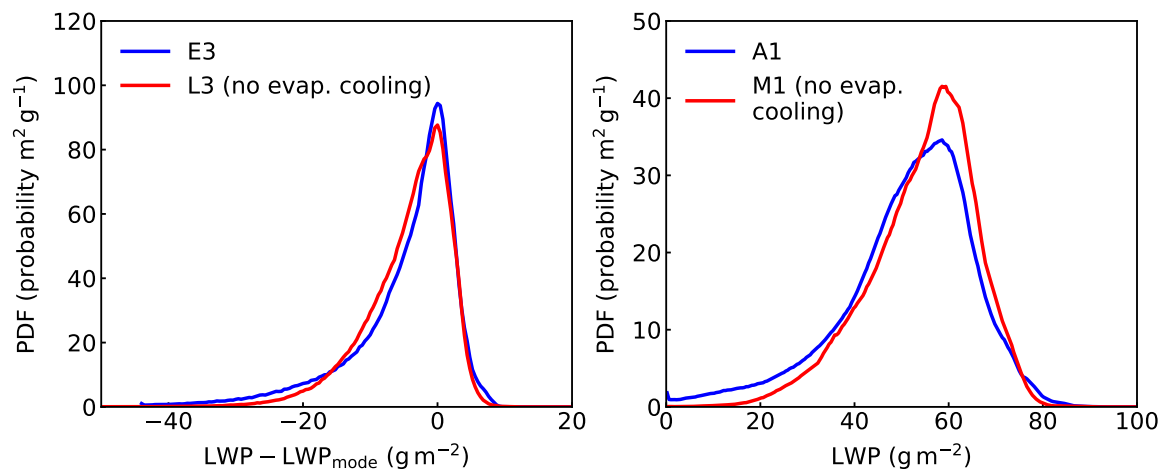 120
100
80
60
40
20
0
PDF (probability m² g⁻¹)
E3
L3 (no evap. cooling)
−40
−20
0
20
LWP − LWPmode (g m⁻²)
50
40
30
20
10
0
PDF (probability m² g⁻¹)
A1
M1 (no evap.
cooling)
0
20
40
60
80
100
LWP (g m⁻²)